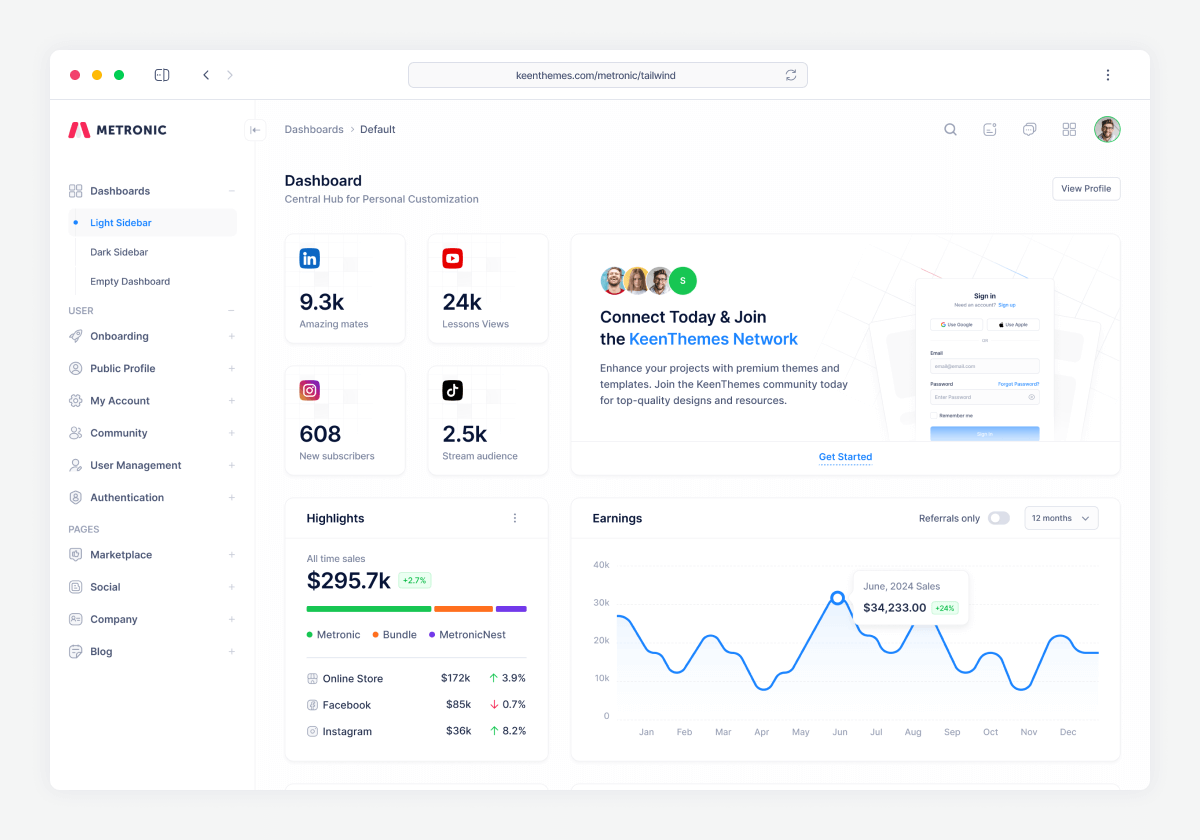 keenthemes.com/metronic/tailwind
METRONIC
Dashboards
Light Sidebar
Dark Sidebar
Empty Dashboard
USER
Onboarding
Public Profile
My Account
Community
User Management
Authentication
PAGES
Marketplace
Social
Company
Blog
Dashboards > Default
Dashboard
Central Hub for Personal Customization
View Profile
in
9.3k
Amazing mates
24k
Lessons Views
608
New subscribers
2.5k
Stream audience
S
Connect Today & Join
the KeenThemes Network
Enhance your projects with premium themes and
templates. Join the KeenThemes community today
for top-quality designs and resources.
Sign in
Need an account? Sign up
Use Google
Use Apple
OR
Email
email@email.com
Password Forgot Password?
Enter Password
Remember me
Sign in
Get Started
Highlights
All time sales
$295.7k +2.7%
Metronic Bundle MetronicNest
Online Store $172k 3.9%
Facebook $85k 0.7%
Instagram $36k 8.2%
Earnings
Referrals only
12 months
40k
30k
20k
10k
0
June, 2024 Sales
$34,233.00 +24%
Jan Feb Mar Apr May Jun Jul Aug Sep Oct Nov Dec